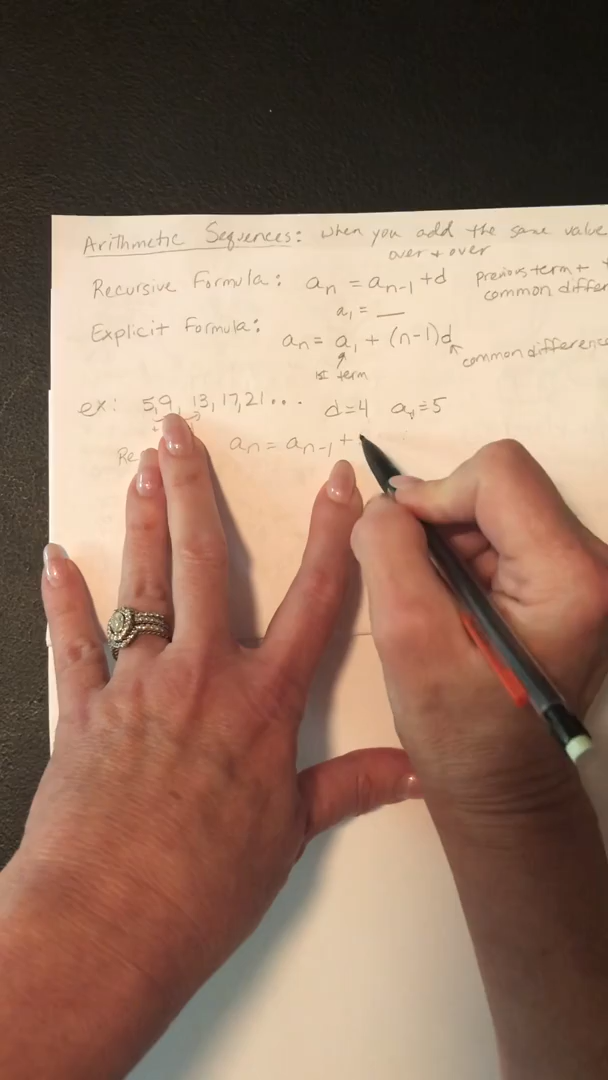 Arithmetic Sequences: when you add the same value
over + over
Recursive Formula: aₙ = aₙ₋₁ + d previous term +
a₁ = __ common differ
Explicit Formula:
aₙ = a₁ + (n-1)d common difference
1st term
ex: 5, 9, 13, 17, 21... d=4 a₁=5
Re aₙ = aₙ₋₁ +